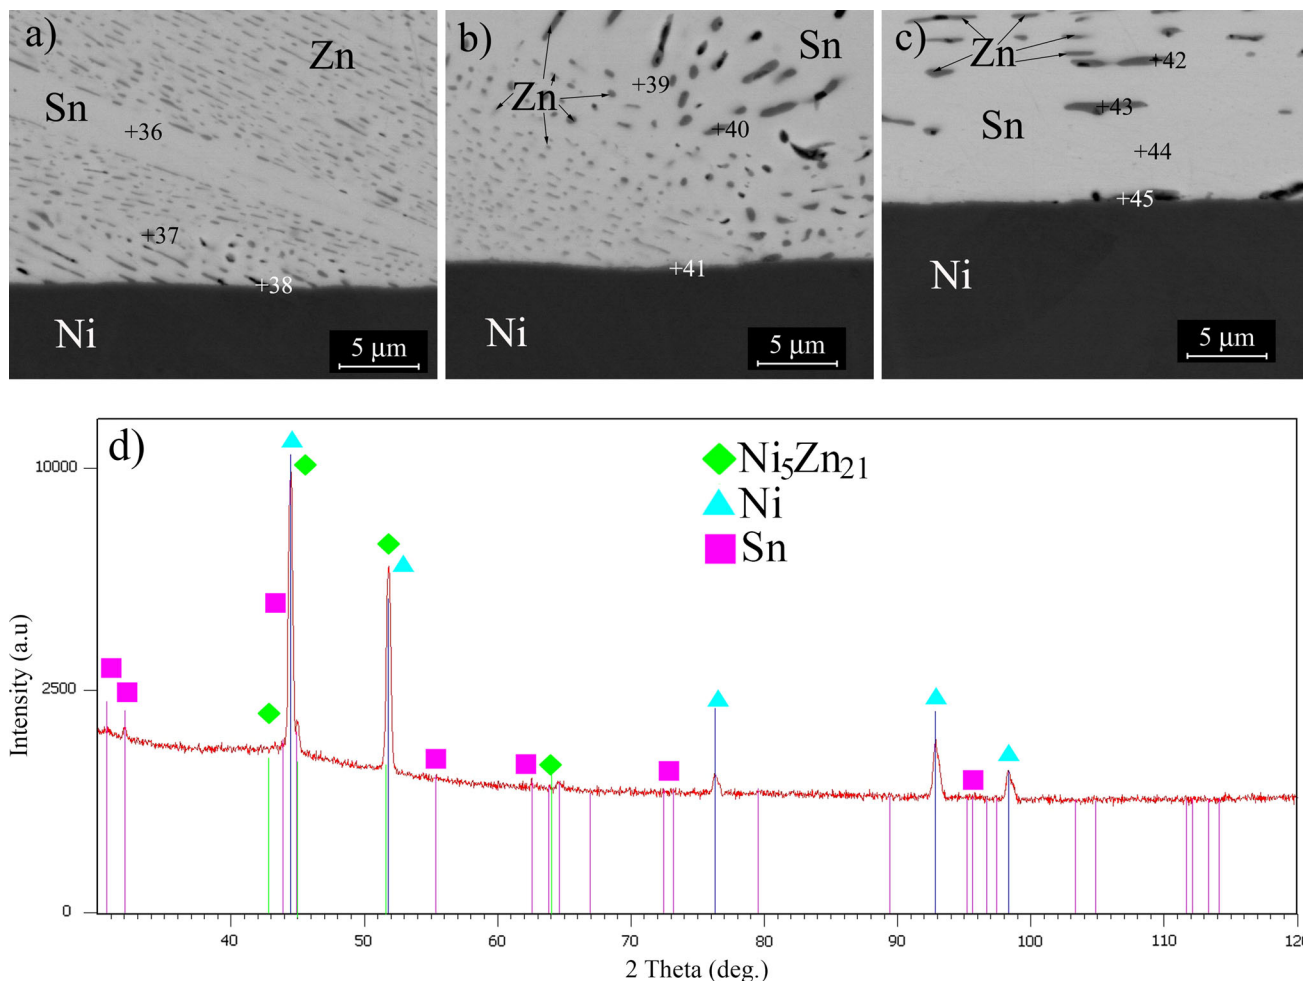 a)
Zn
Sn
+36
+37
+38
Ni
5 μm
b)
Sn
Zn
+39
+40
+41
Ni
5 μm
c)
Zn
+42
+43
Sn
+44
+45
Ni
5 μm
d)
Ni5Zn21
Ni
Sn
10000
2500
0
Intensity (a.u)
40 50 60 70 80 90 100 110 120
2 Theta (deg.)